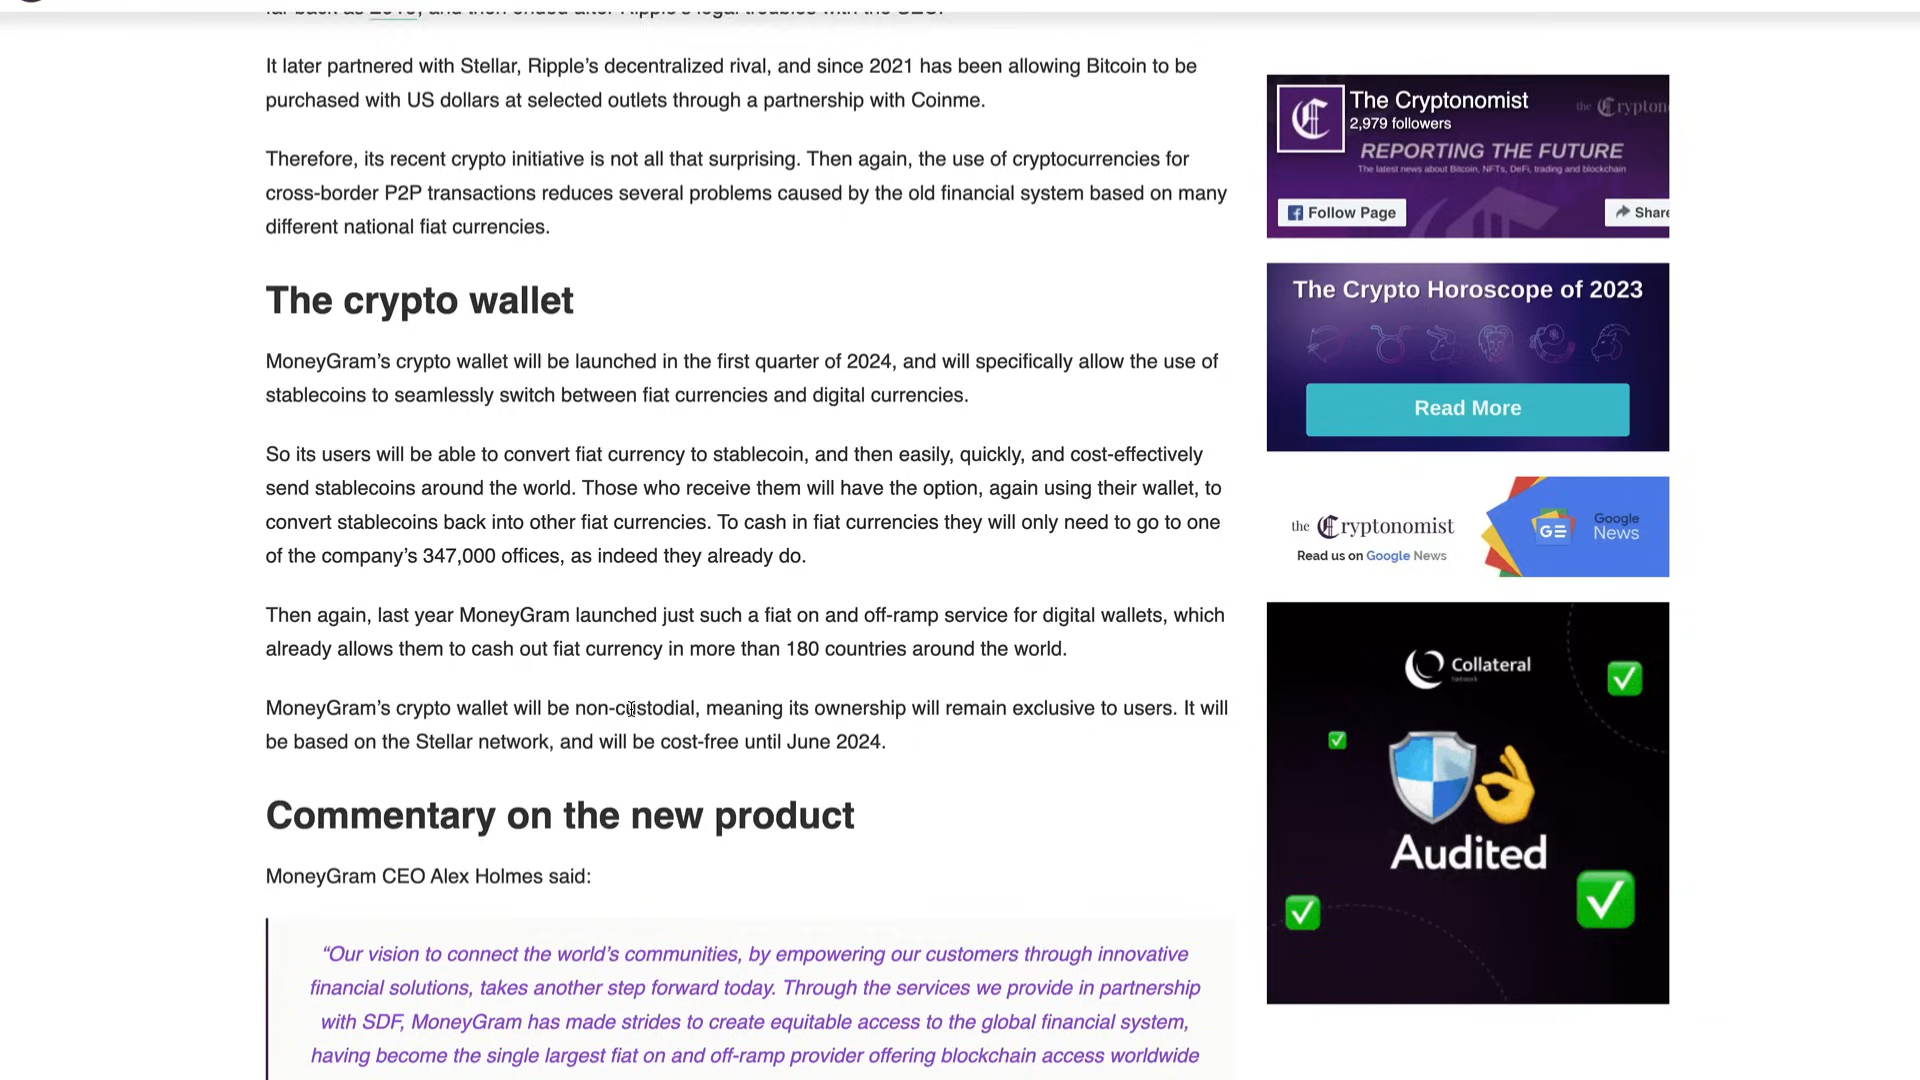 It later partnered with Stellar, Ripple’s decentralized rival, and since 2021 has been allowing Bitcoin to be
purchased with US dollars at selected outlets through a partnership with Coinme.
Therefore, its recent crypto initiative is not all that surprising. Then again, the use of cryptocurrencies for
cross-border P2P transactions reduces several problems caused by the old financial system based on many
different national fiat currencies.
The crypto wallet
MoneyGram’s crypto wallet will be launched in the first quarter of 2024, and will specifically allow the use of
stablecoins to seamlessly switch between fiat currencies and digital currencies.
So its users will be able to convert fiat currency to stablecoin, and then easily, quickly, and cost-effectively
send stablecoins around the world. Those who receive them will have the option, again using their wallet, to
convert stablecoins back into other fiat currencies. To cash in fiat currencies they will only need to go to one
of the company’s 347,000 offices, as indeed they already do.
Then again, last year MoneyGram launched just such a fiat on and off-ramp service for digital wallets, which
already allows them to cash out fiat currency in more than 180 countries around the world.
MoneyGram’s crypto wallet will be non-custodial, meaning its ownership will remain exclusive to users. It will
be based on the Stellar network, and will be cost-free until June 2024.
Commentary on the new product
MoneyGram CEO Alex Holmes said:
“Our vision to connect the world’s communities, by empowering our customers through innovative
financial solutions, takes another step forward today. Through the services we provide in partnership
with SDF, MoneyGram has made strides to create equitable access to the global financial system,
having become the single largest fiat on and off-ramp provider offering blockchain access worldwide
The Cryptonomist
2,979 followers
the Crypton
REPORTING THE FUTURE
The latest news about Bitcoin, NFTs, DeFi, trading and blockchain
Follow Page
Share
The Crypto Horoscope of 2023
Read More
the Cryptonomist
Read us on Google News
GE
Google
News
Collateral
Network
Audited